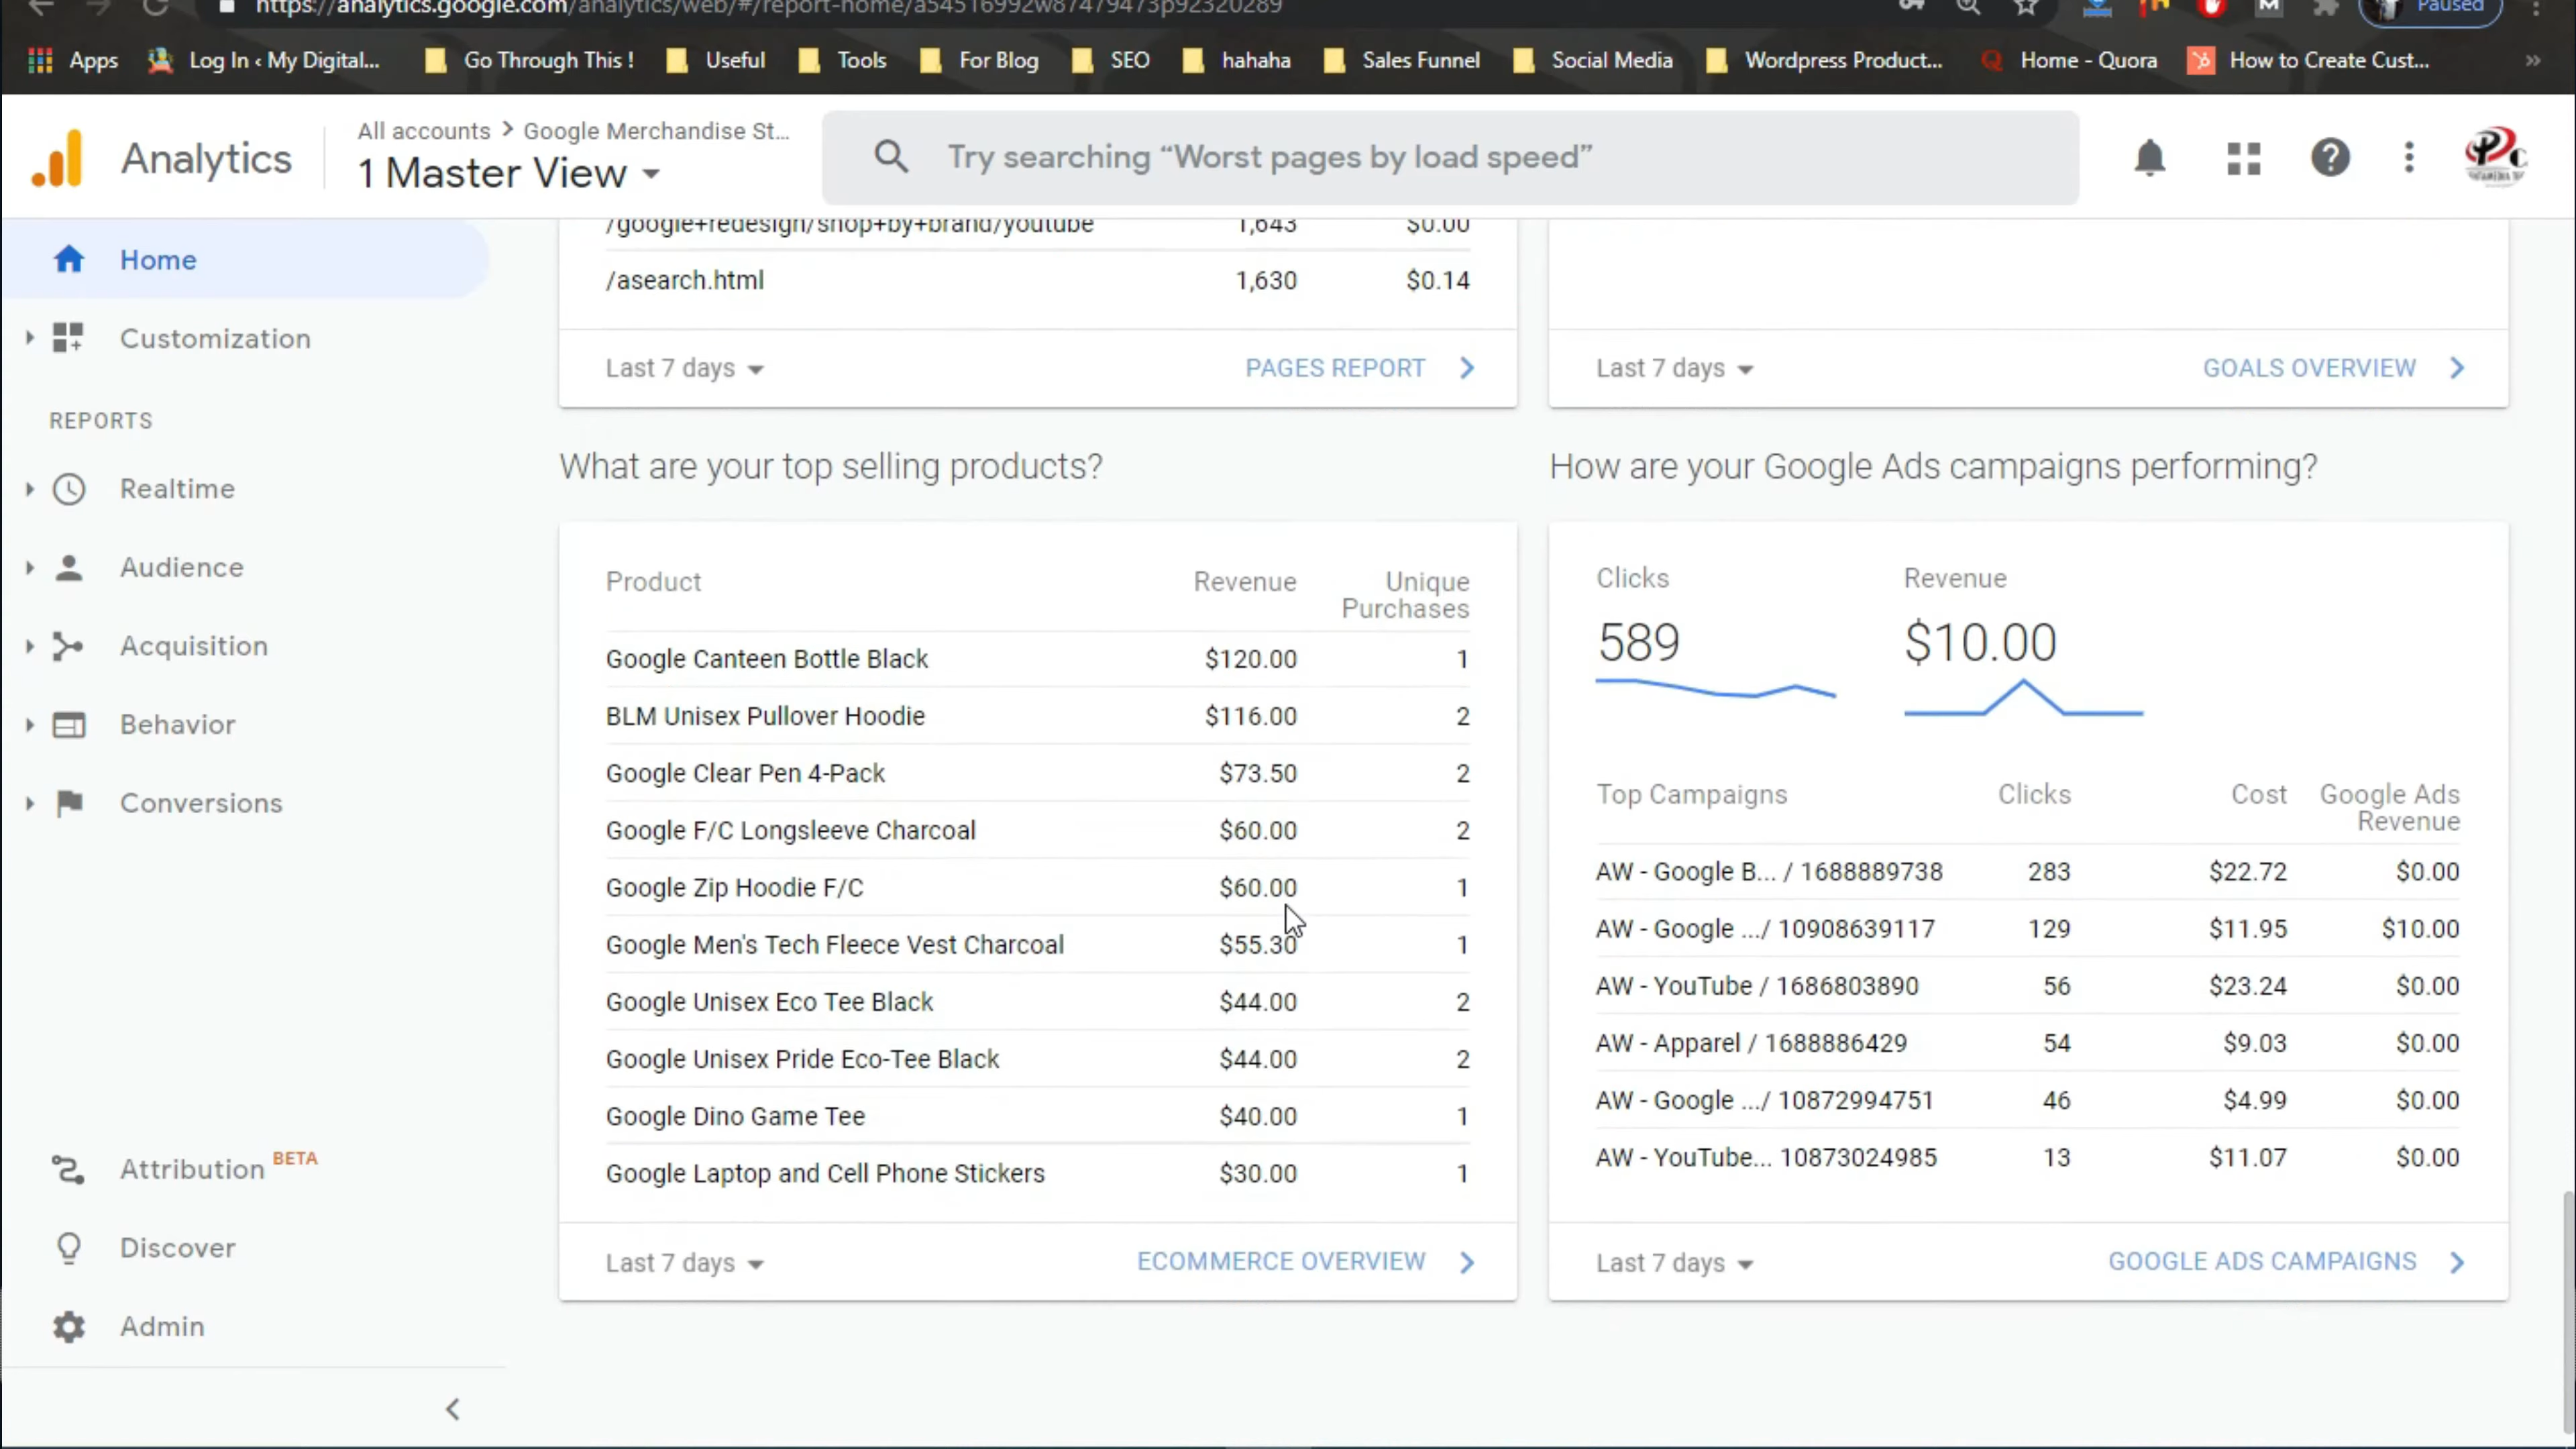 https://analytics.google.com/analytics/web/#/report-home/a54516992w87479473p92320289
Paused
Apps
Log In ‹ My Digital...
Go Through This !
Useful
Tools
For Blog
SEO
hahaha
Sales Funnel
Social Media
Wordpress Product...
Home - Quora
How to Create Cust...
»
Analytics
All accounts > Google Merchandise St...
1 Master View
Try searching “Worst pages by load speed”
Home
Customization
REPORTS
Realtime
Audience
Acquisition
Behavior
Conversions
Attribution BETA
Discover
Admin
/google+redesign/shop+by+brand/youtube 1,643 $0.00
/asearch.html 1,630 $0.14
Last 7 days PAGES REPORT
Last 7 days GOALS OVERVIEW
What are your top selling products?
Product Revenue Unique
Purchases
Google Canteen Bottle Black $120.00 1
BLM Unisex Pullover Hoodie $116.00 2
Google Clear Pen 4-Pack $73.50 2
Google F/C Longsleeve Charcoal $60.00 2
Google Zip Hoodie F/C $60.00 1
Google Men's Tech Fleece Vest Charcoal $55.30 1
Google Unisex Eco Tee Black $44.00 2
Google Unisex Pride Eco-Tee Black $44.00 2
Google Dino Game Tee $40.00 1
Google Laptop and Cell Phone Stickers $30.00 1
Last 7 days ECOMMERCE OVERVIEW
How are your Google Ads campaigns performing?
Clicks Revenue
589 $10.00
Top Campaigns Clicks Cost Google Ads
Revenue
AW - Google B... / 1688889738 283 $22.72 $0.00
AW - Google .../ 10908639117 129 $11.95 $10.00
AW - YouTube / 1686803890 56 $23.24 $0.00
AW - Apparel / 1688886429 54 $9.03 $0.00
AW - Google .../ 10872994751 46 $4.99 $0.00
AW - YouTube... 10873024985 13 $11.07 $0.00
Last 7 days GOOGLE ADS CAMPAIGNS